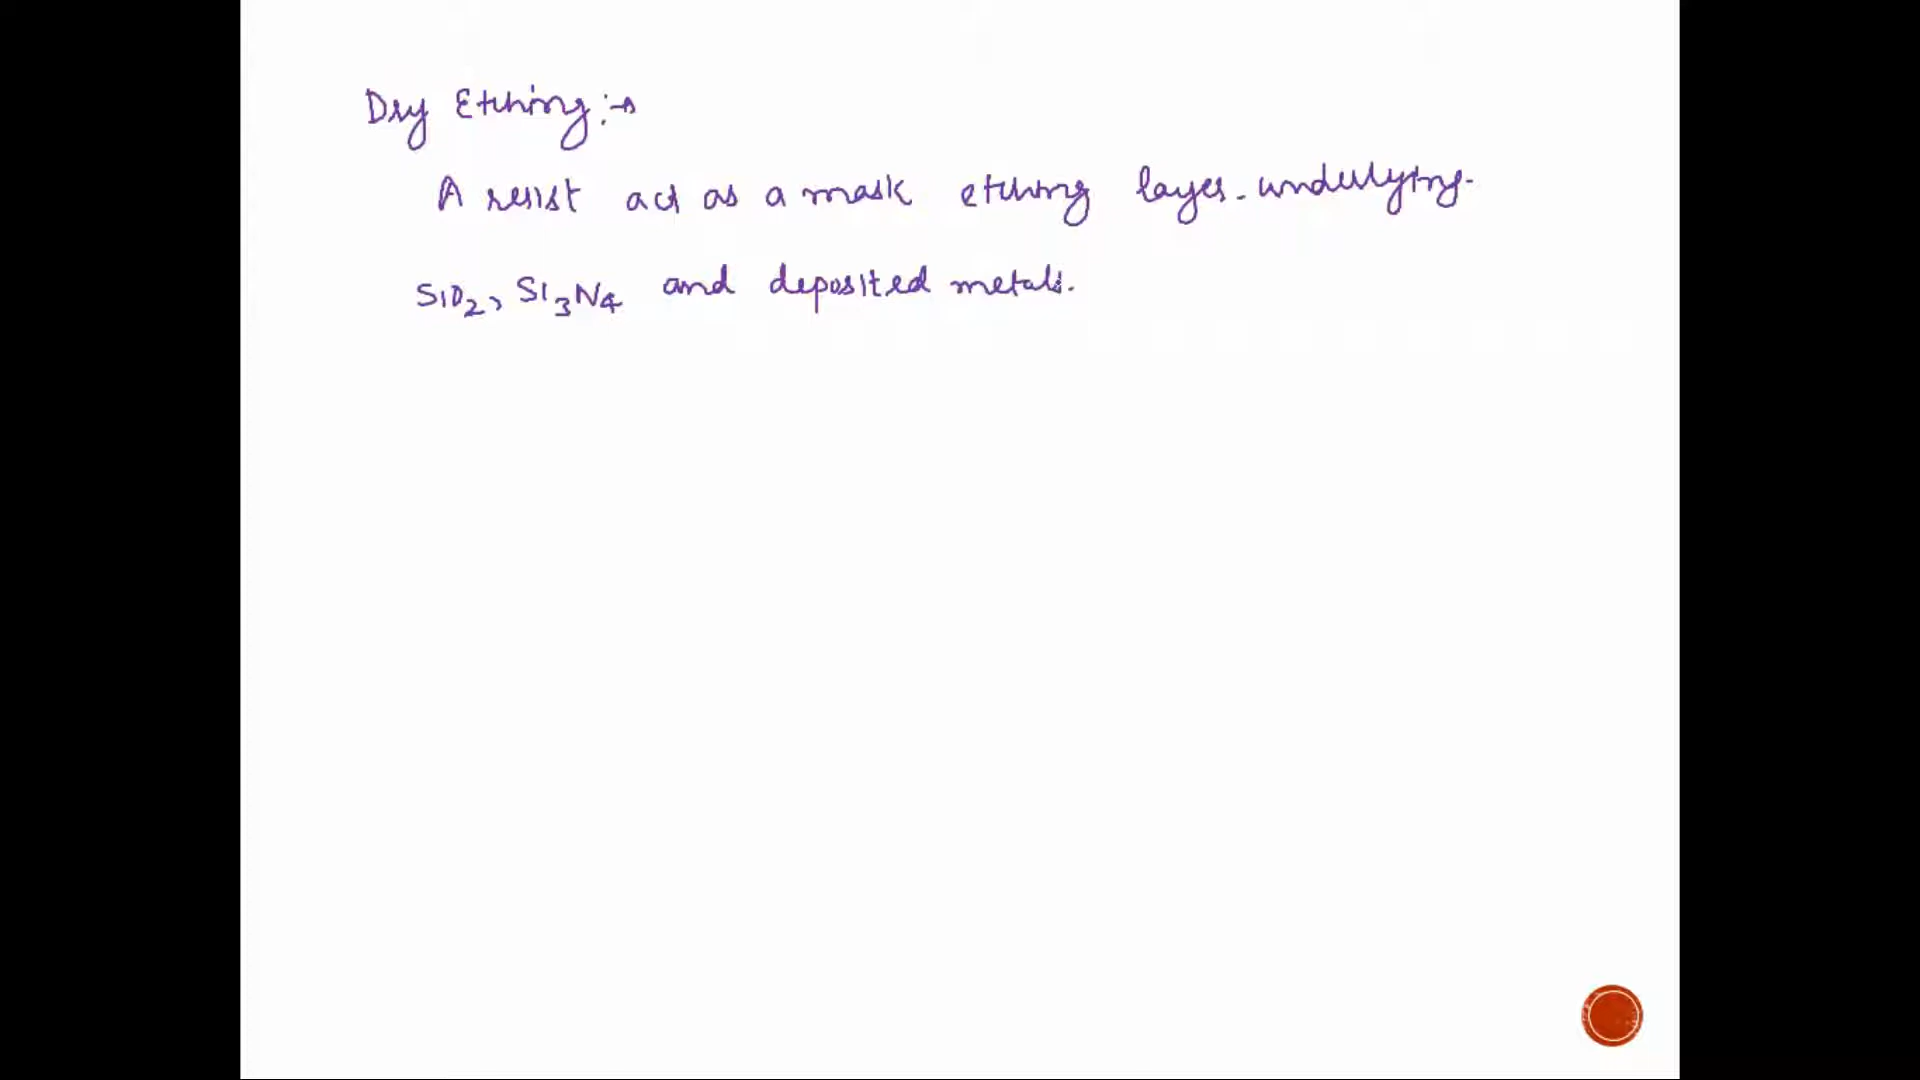 Dry Etching :→
A resist act as a mask etching layer. underlying.
SiO₂, Si₃N₄ and deposited metals.